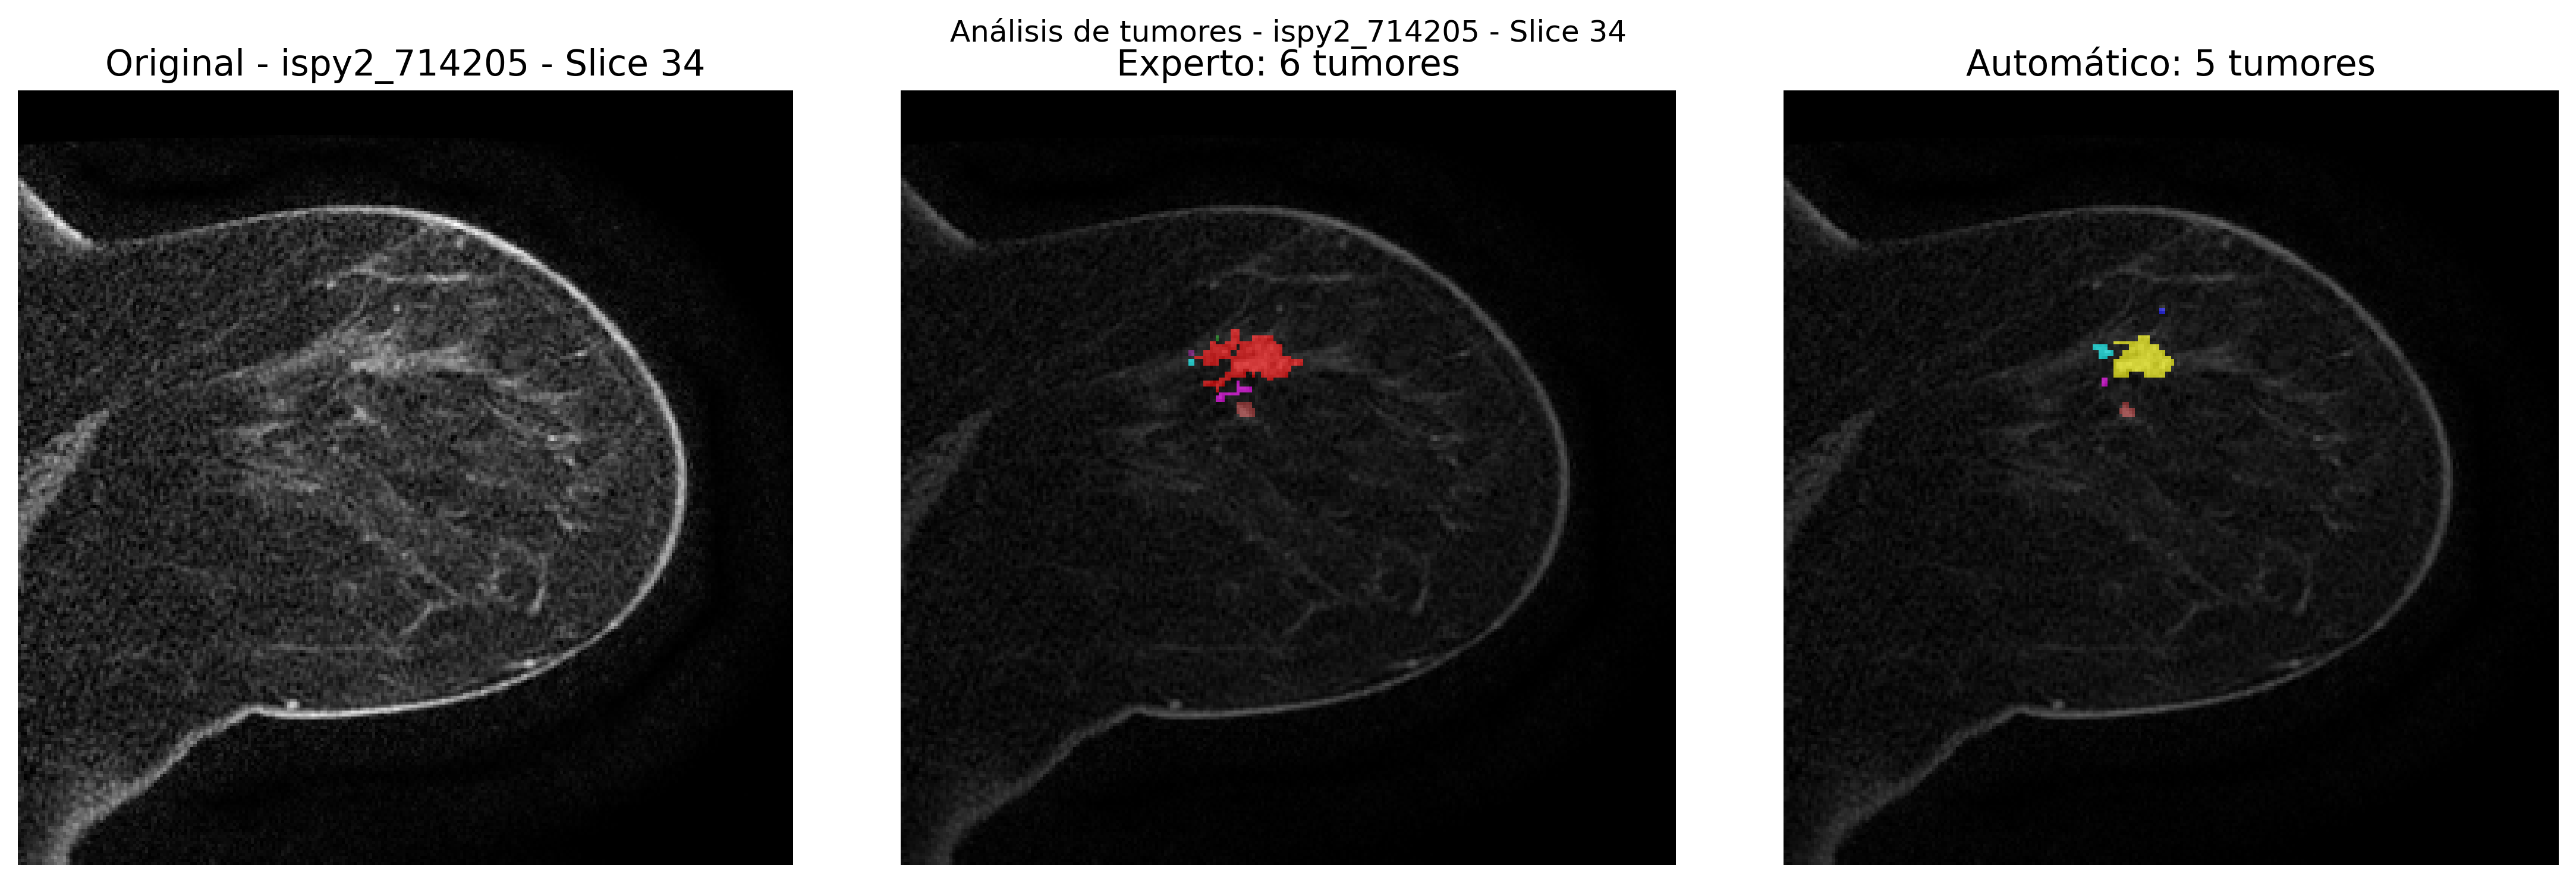 Análisis de tumores - ispy2_714205 - Slice 34
Original - ispy2_714205 - Slice 34
Experto: 6 tumores
Automático: 5 tumores